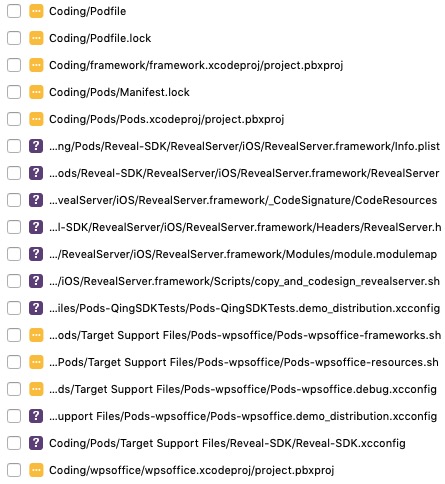 Coding/Podfile
Coding/Podfile.lock
Coding/framework/framework.xcodeproj/project.pbxproj
Coding/Pods/Manifest.lock
Coding/Pods/Pods.xcodeproj/project.pbxproj
? ...ng/Pods/Reveal-SDK/RevealServer/iOS/RevealServer.framework/Info.plist
? ...ods/Reveal-SDK/RevealServer/iOS/RevealServer.framework/RevealServer
? ...vealServer/iOS/RevealServer.framework/_CodeSignature/CodeResources
? ...l-SDK/RevealServer/iOS/RevealServer.framework/Headers/RevealServer.h
? .../RevealServer/iOS/RevealServer.framework/Modules/module.modulemap
? .../iOS/RevealServer.framework/Scripts/copy_and_codesign_revealserver.sh
? ...iles/Pods-QingSDKTests/Pods-QingSDKTests.demo_distribution.xcconfig
...ods/Target Support Files/Pods-wpsoffice/Pods-wpsoffice-frameworks.sh
...Pods/Target Support Files/Pods-wpsoffice/Pods-wpsoffice-resources.sh
...ds/Target Support Files/Pods-wpsoffice/Pods-wpsoffice.debug.xcconfig
? ...upport Files/Pods-wpsoffice/Pods-wpsoffice.demo_distribution.xcconfig
? Coding/Pods/Target Support Files/Reveal-SDK/Reveal-SDK.xcconfig
Coding/wpsoffice/wpsoffice.xcodeproj/project.pbxproj